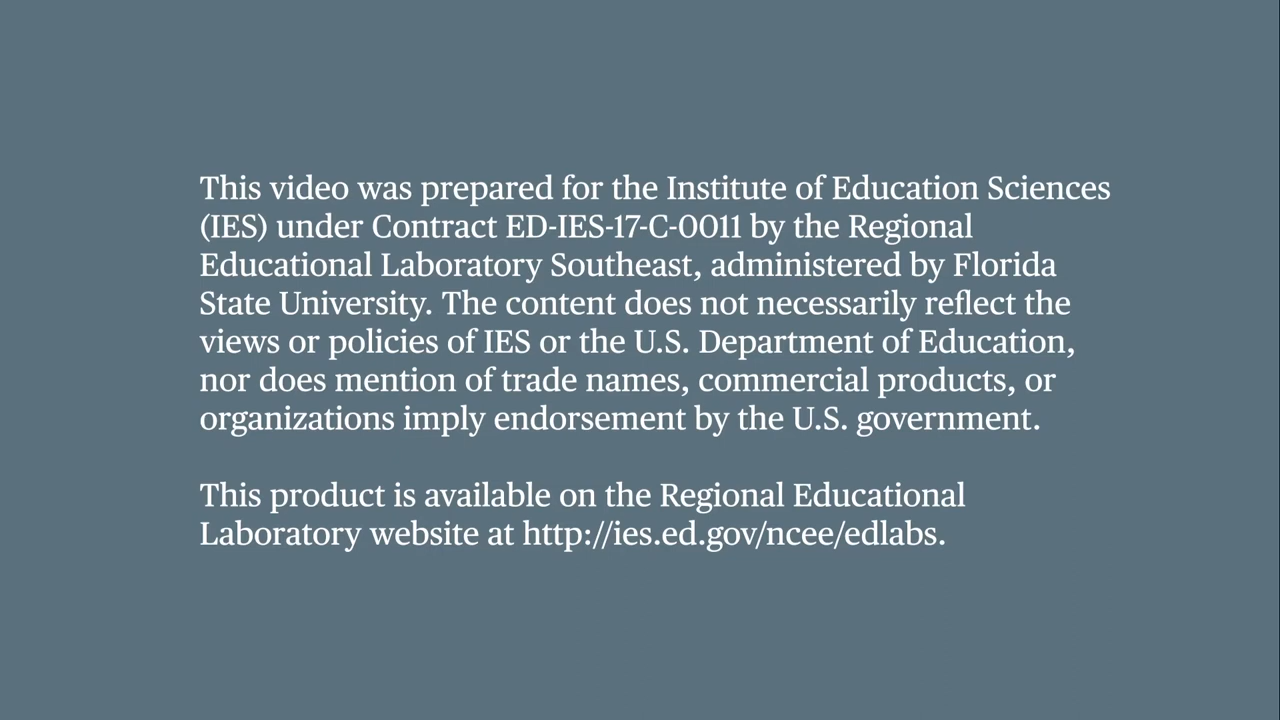 This video was prepared for the Institute of Education Sciences
(IES) under Contract ED-IES-17-C-0011 by the Regional
Educational Laboratory Southeast, administered by Florida
State University. The content does not necessarily reflect the
views or policies of IES or the U.S. Department of Education,
nor does mention of trade names, commercial products, or
organizations imply endorsement by the U.S. government.
This product is available on the Regional Educational
Laboratory website at http://ies.ed.gov/ncee/edlabs.